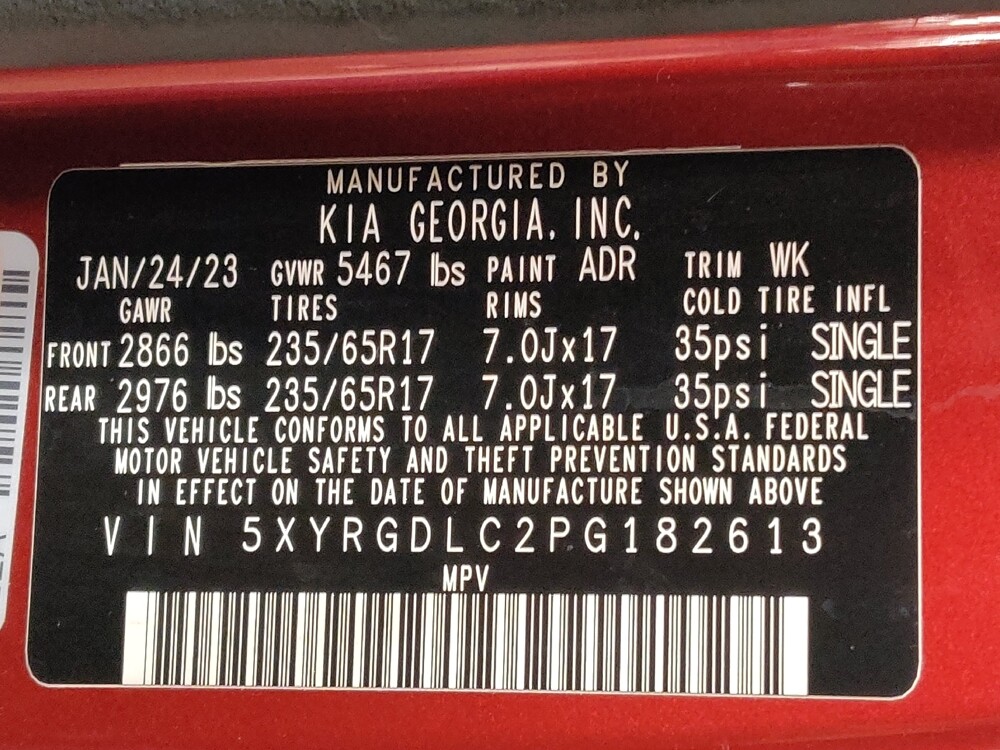 MANUFACTURED BY
KIA GEORGIA, INC.
JAN/24/23 GVWR 5467 lbs PAINT ADR TRIM WK
GAWR TIRES RIMS COLD TIRE INFL
FRONT 2866 lbs 235/65R17 7.0Jx17 35psi SINGLE
REAR 2976 lbs 235/65R17 7.0Jx17 35psi SINGLE
THIS VEHICLE CONFORMS TO ALL APPLICABLE U.S.A. FEDERAL
MOTOR VEHICLE SAFETY AND THEFT PREVENTION STANDARDS
IN EFFECT ON THE DATE OF MANUFACTURE SHOWN ABOVE
VIN 5XYRGDLC2PG182613
MPV